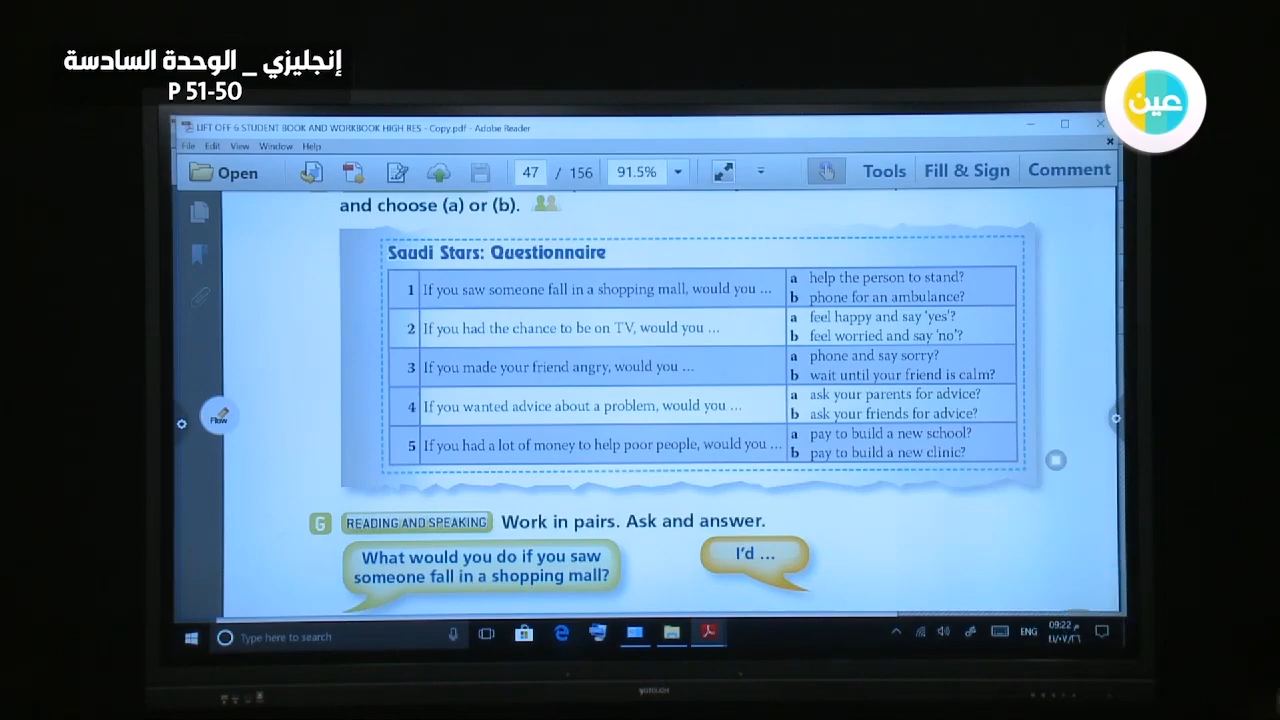 إنجليزي _ الوحدة السادسة
P 51-50
عين
LIFT OFF 6 STUDENT BOOK AND WORKBOOK HIGH RES - Copy.pdf - Adobe Reader
File Edit View Window Help
Open 47 / 156 91.5% Tools Fill & Sign Comment
and choose (a) or (b).
Saudi Stars: Questionnaire
1 If you saw someone fall in a shopping mall, would you ...
a help the person to stand?
b phone for an ambulance?
2 If you had the chance to be on TV, would you ...
a feel happy and say 'yes'?
b feel worried and say 'no'?
3 If you made your friend angry, would you ...
a phone and say sorry?
b wait until your friend is calm?
4 If you wanted advice about a problem, would you ...
a ask your parents for advice?
b ask your friends for advice?
5 If you had a lot of money to help poor people, would you ...
a pay to build a new school?
b pay to build a new clinic?
G READING AND SPEAKING Work in pairs. Ask and answer.
What would you do if you saw
someone fall in a shopping mall?
I'd ...
Type here to search
ENG
09:22 م